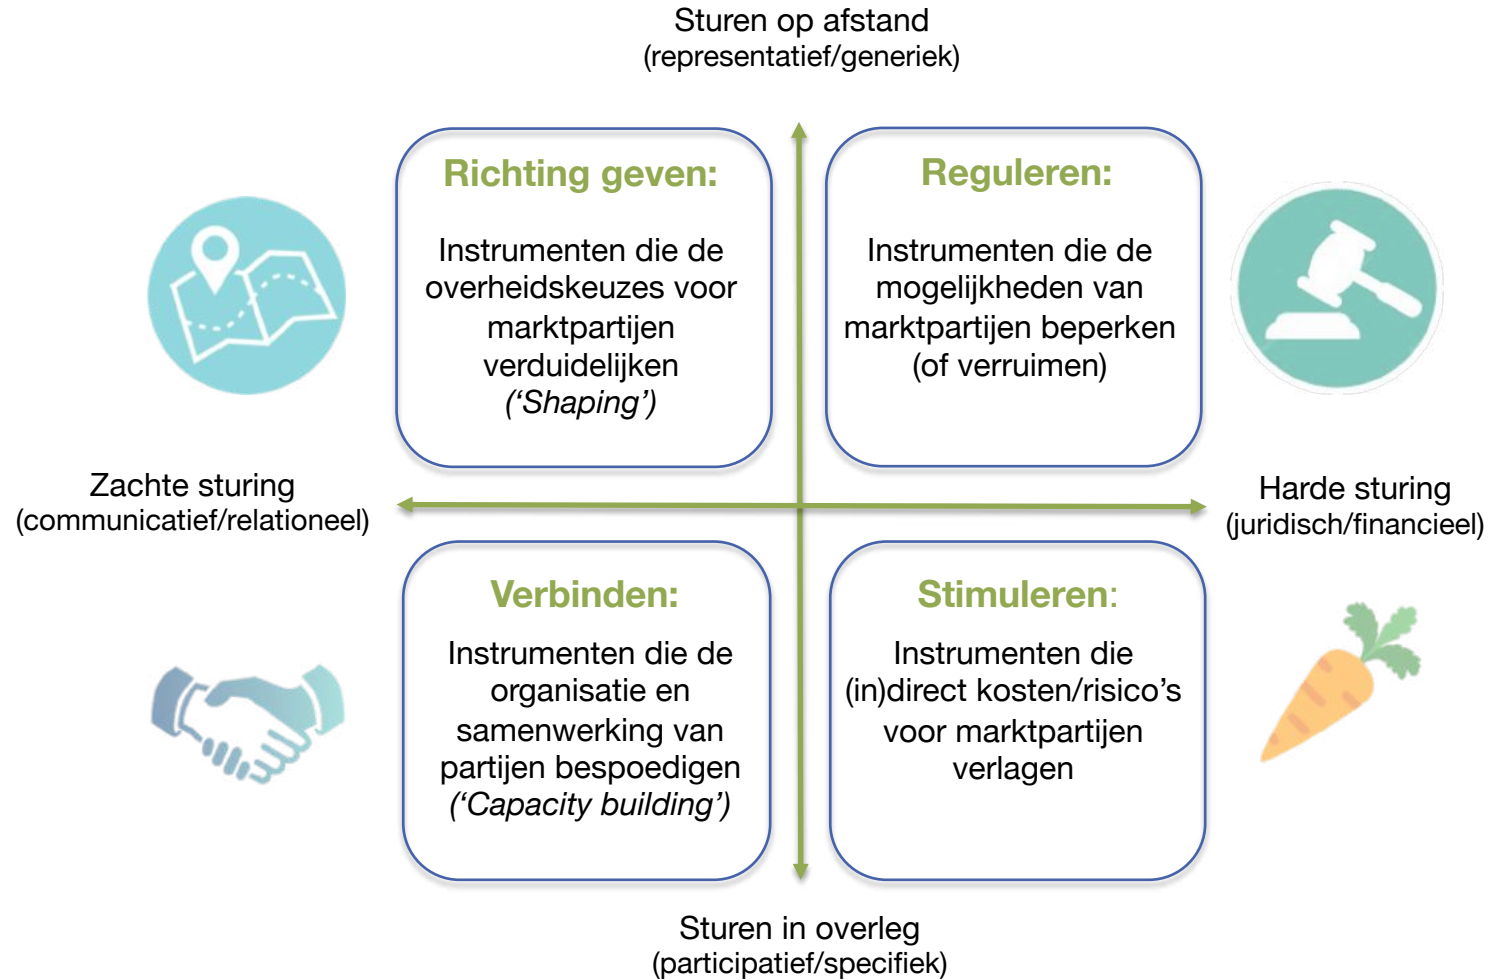 Sturen op afstand
(representatief/generiek)
Richting geven:
Instrumenten die de
overheidskeuzes voor
marktpartijen
verduidelijken
(‘Shaping’)
Reguleren:
Instrumenten die de
mogelijkheden van
marktpartijen beperken
(of verruimen)
Zachte sturing
(communicatief/relationeel)
Harde sturing
(juridisch/financieel)
Verbinden:
Instrumenten die de
organisatie en
samenwerking van
partijen bespoedigen
(‘Capacity building’)
Stimuleren:
Instrumenten die
(in)direct kosten/risico’s
voor marktpartijen
verlagen
Sturen in overleg
(participatief/specifiek)